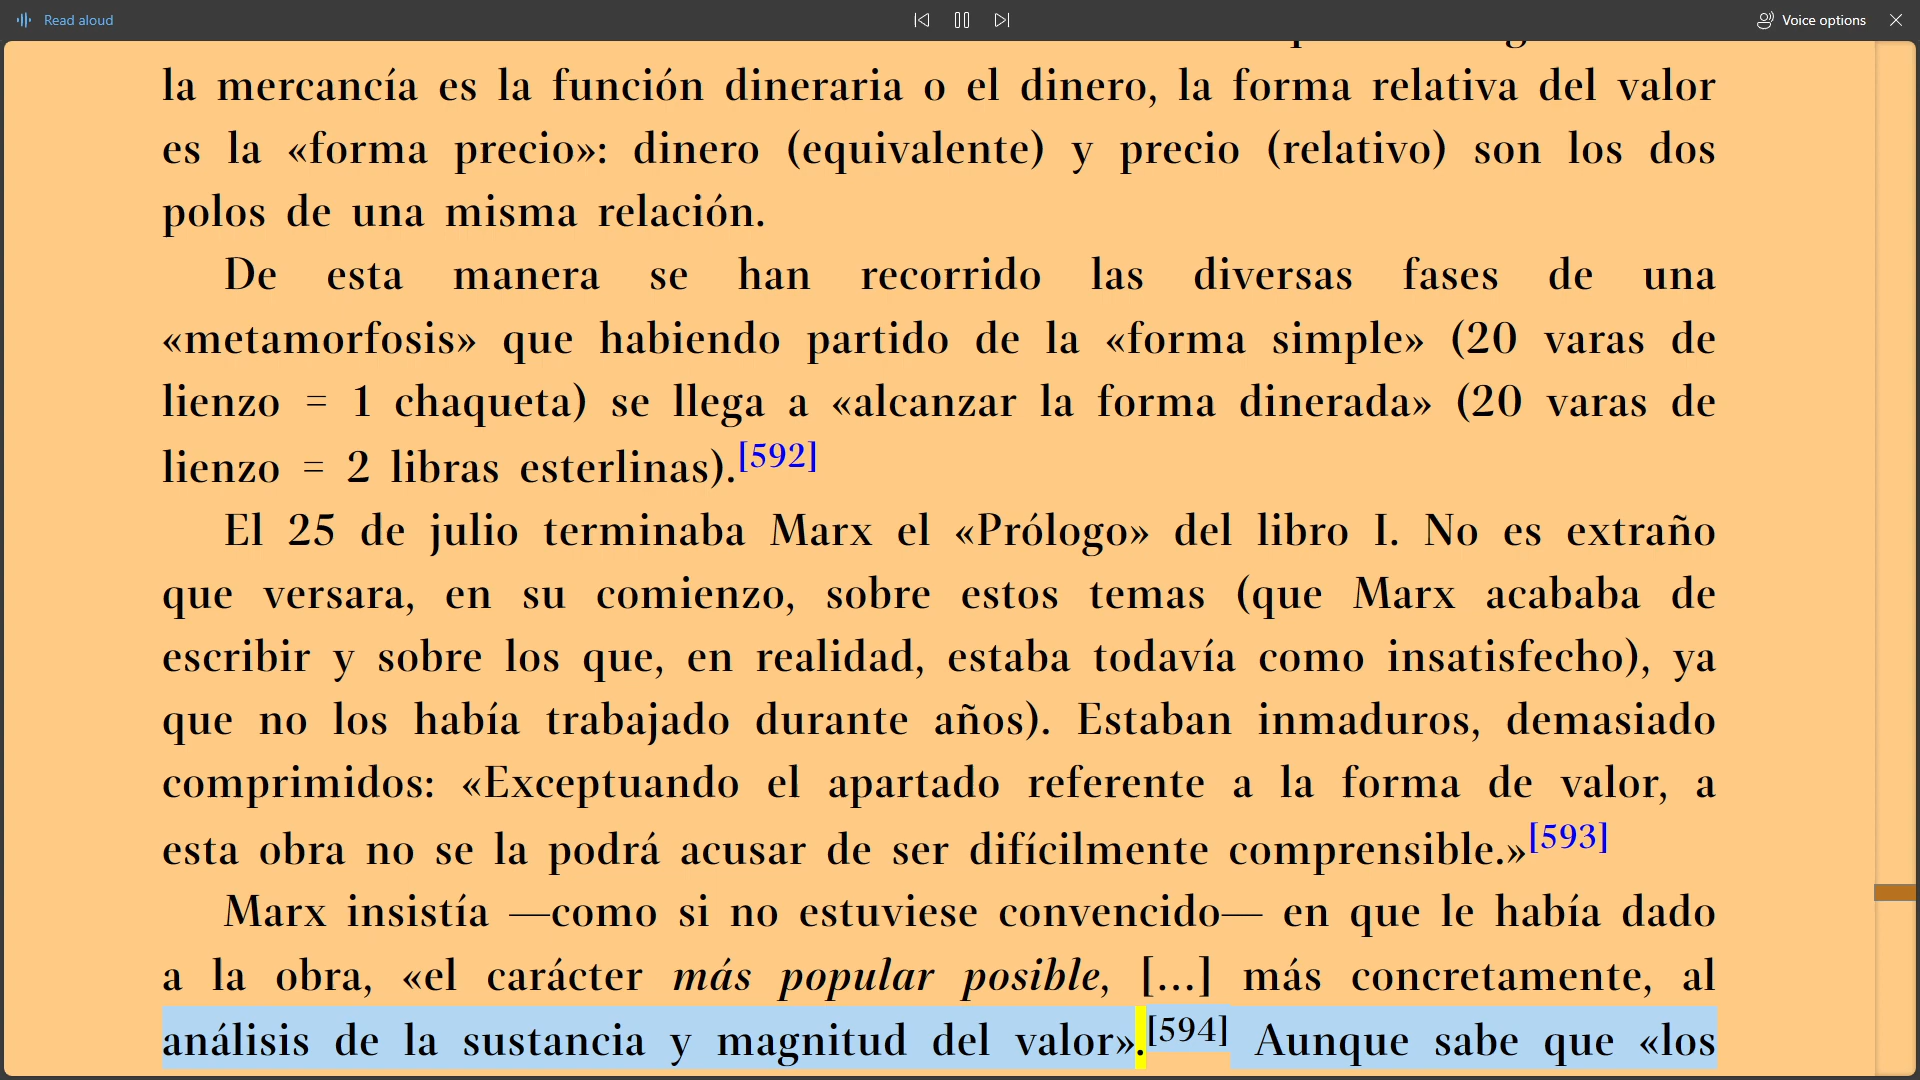 Read aloud
Voice options
la mercancía es la función dineraria o el dinero, la forma relativa del valor
es la «forma precio»: dinero (equivalente) y precio (relativo) son los dos
polos de una misma relación.
De esta manera se han recorrido las diversas fases de una
«metamorfosis» que habiendo partido de la «forma simple» (20 varas de
lienzo = 1 chaqueta) se llega a «alcanzar la forma dinerada» (20 varas de
lienzo = 2 libras esterlinas).[592]
El 25 de julio terminaba Marx el «Prólogo» del libro I. No es extraño
que versara, en su comienzo, sobre estos temas (que Marx acababa de
escribir y sobre los que, en realidad, estaba todavía como insatisfecho), ya
que no los había trabajado durante años). Estaban inmaduros, demasiado
comprimidos: «Exceptuando el apartado referente a la forma de valor, a
esta obra no se la podrá acusar de ser difícilmente comprensible.»[593]
Marx insistía —como si no estuviese convencido— en que le había dado
a la obra, «el carácter más popular posible, [...] más concretamente, al
análisis de la sustancia y magnitud del valor».[594] Aunque sabe que «los